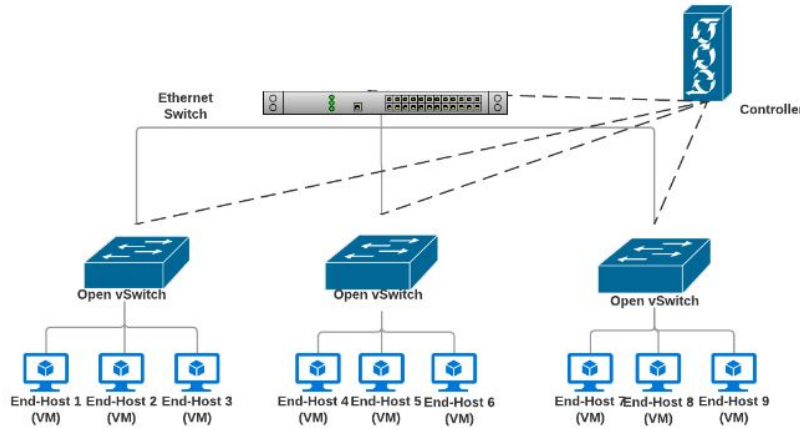 Ethernet
Switch
Controller
Open vSwitch
Open vSwitch
Open vSwitch
End-Host 1
(VM)
End-Host 2
(VM)
End-Host 3
(VM)
End-Host 4
(VM)
End-Host 5
(VM)
End-Host 6
(VM)
End-Host 7
(VM)
End-Host 8
(VM)
End-Host 9
(VM)